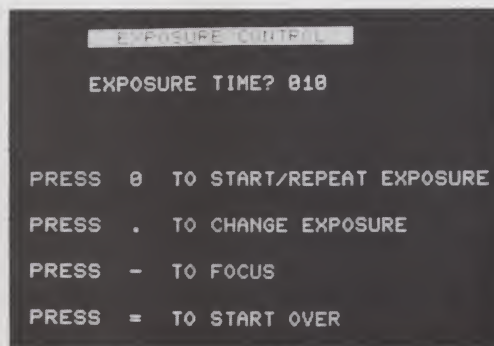 EXPOSURE CONTROL
EXPOSURE TIME? 010
PRESS 0 TO START/REPEAT EXPOSURE
PRESS . TO CHANGE EXPOSURE
PRESS - TO FOCUS
PRESS = TO START OVER